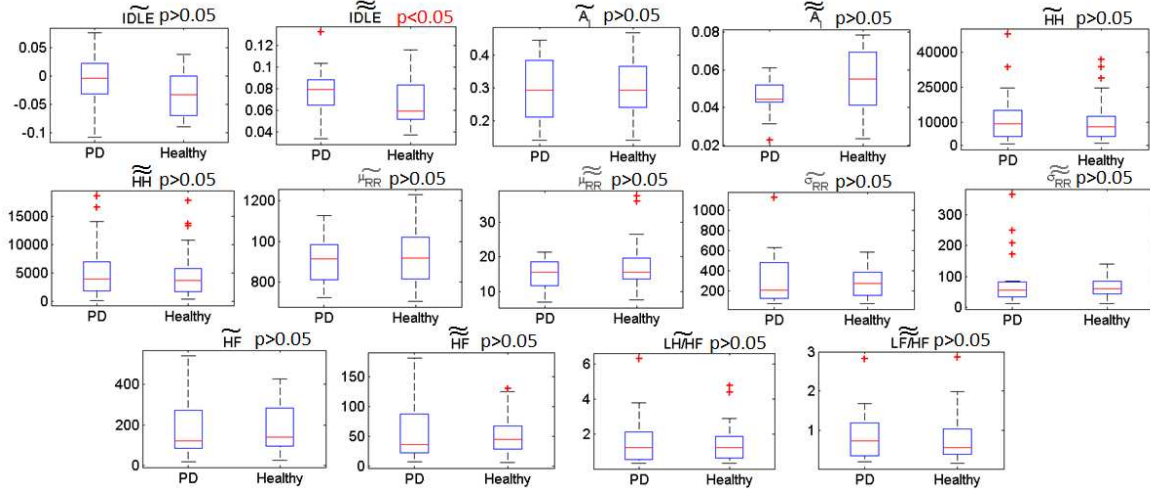 IDLE p>0.05
IDLE p<0.05
A_I p>0.05
A_I p>0.05
HH p>0.05
0.05
0
-0.05
-0.1
PD Healthy
0.12
0.1
0.08
0.06
0.04
PD Healthy
0.4
0.3
0.2
PD Healthy
0.08
0.06
0.04
0.02
PD Healthy
40000
25000
10000
0
PD Healthy
HH p>0.05
μRR p>0.05
μRR p>0.05
σRR p>0.05
σRR p>0.05
15000
10000
5000
0
PD Healthy
1200
1000
800
PD Healthy
30
20
10
PD Healthy
1000
800
600
400
200
PD Healthy
300
200
100
0
PD Healthy
HF p>0.05
HF p>0.05
LH/HF p>0.05
LF/HF p>0.05
400
200
0
PD Healthy
150
100
50
0
PD Healthy
6
4
2
PD Healthy
3
2
1
PD Healthy